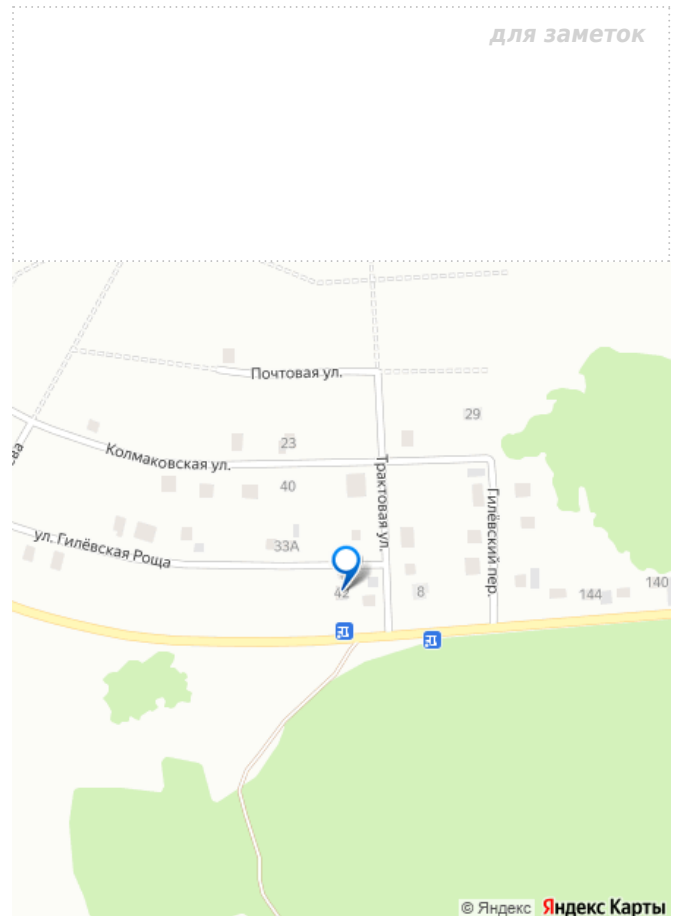 для заметок
Почтовая ул.
29
23
Колмаковская ул.
Трактовая ул.
40
Гилёвский пер.
ул. Гилёвская Роща
33А
42
8
144
140
© Яндекс Яндекс Карты